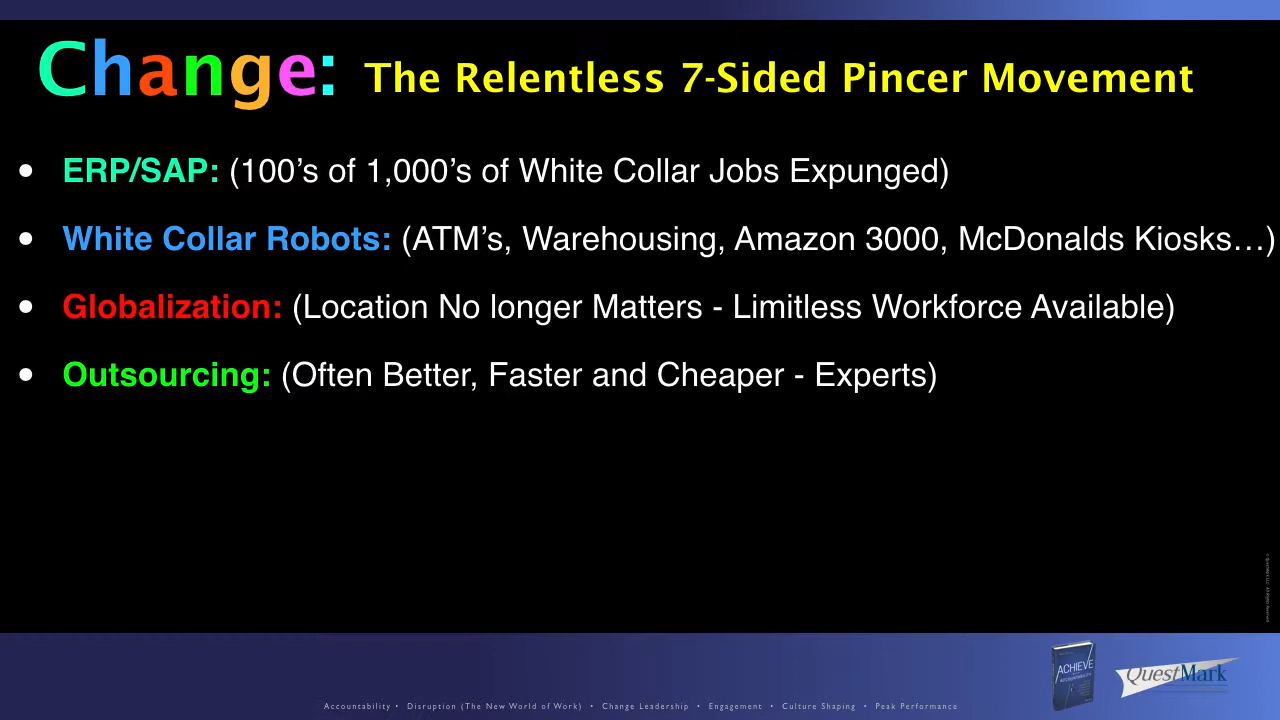 Change: The Relentless 7-Sided Pincer Movement
• ERP/SAP: (100’s of 1,000’s of White Collar Jobs Expunged)
• White Collar Robots: (ATM’s, Warehousing, Amazon 3000, McDonalds Kiosks…)
• Globalization: (Location No longer Matters - Limitless Workforce Available)
• Outsourcing: (Often Better, Faster and Cheaper - Experts)
ACHIEVE
QuestMark
Accountability • Disruption (The New World of Work) • Change Leadership • Engagement • Culture Shaping • Peak Performance